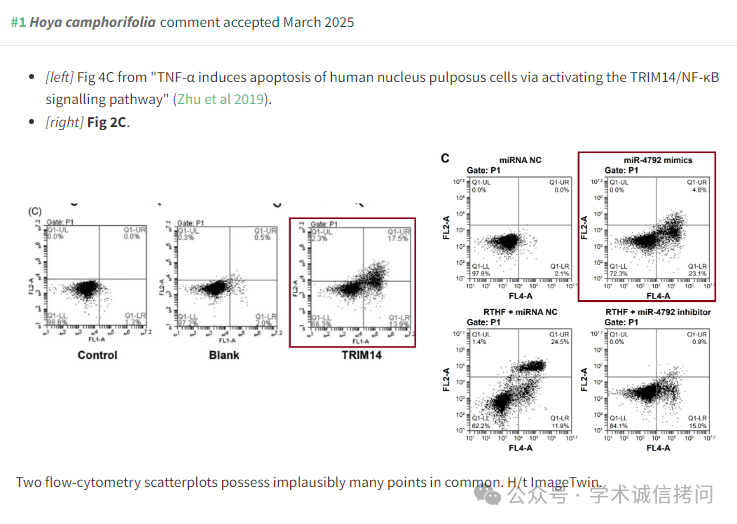 #1 Hoya camphorifolia comment accepted March 2025
[left] Fig 4C from "TNF-α induces apoptosis of human nucleus pulposus cells via activating the TRIM14/NF-κB
signalling pathway" (Zhu et al 2019).
[right] Fig 2C.
(C)
Gate: P1
Q1-UL
0.0%
Q1-UR
0.0%
Q1-LL
98.6%
Q1-LR
1.3%
FL2-A
FL1-A
Control
Gate: P1
Q1-UL
0.3%
Q1-UR
0.5%
Q1-LL
Q1-LR
2.0%
FL2-A
FL1-A
Blank
Gate: P1
Q1-UL
2.3%
Q1-UR
17.5%
Q1-LL
66.3%
Q1-LR
13.9%
FL2-A
FL1-A
TRIM14
C
miRNA NC
Gate: P1
Q1-UL
0.0%
Q1-UR
0.0%
Q1-LL
97.9%
Q1-LR
2.1%
FL2-A
FL4-A
miR-4792 mimics
Gate: P1
Q1-UL
0.0%
Q1-UR
4.6%
Q1-LL
72.3%
Q1-LR
23.1%
FL2-A
FL4-A
RTHF + miRNA NC
Gate: P1
Q1-UL
1.4%
Q1-UR
24.5%
Q1-LL
62.2%
Q1-LR
11.9%
FL2-A
FL4-A
RTHF + miR-4792 inhibitor
Gate: P1
Q1-UL
0.0%
Q1-UR
0.9%
Q1-LL
84.1%
Q1-LR
15.0%
FL2-A
FL4-A
Two flow-cytometry scatterplots possess implausibly many points in common. H/t ImageTwin.
公众号 · 学术诚信拷问